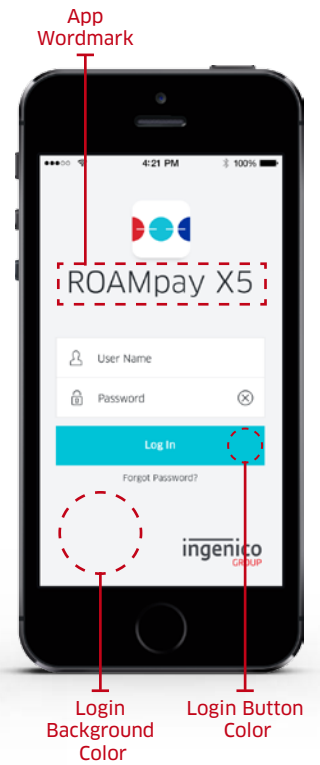 App
Wordmark
4:21 PM
100%
ROAMpay X5
User Name
Password
Log In
Forgot Password?
ingenico
GROUP
Login
Background
Color
Login Button
Color